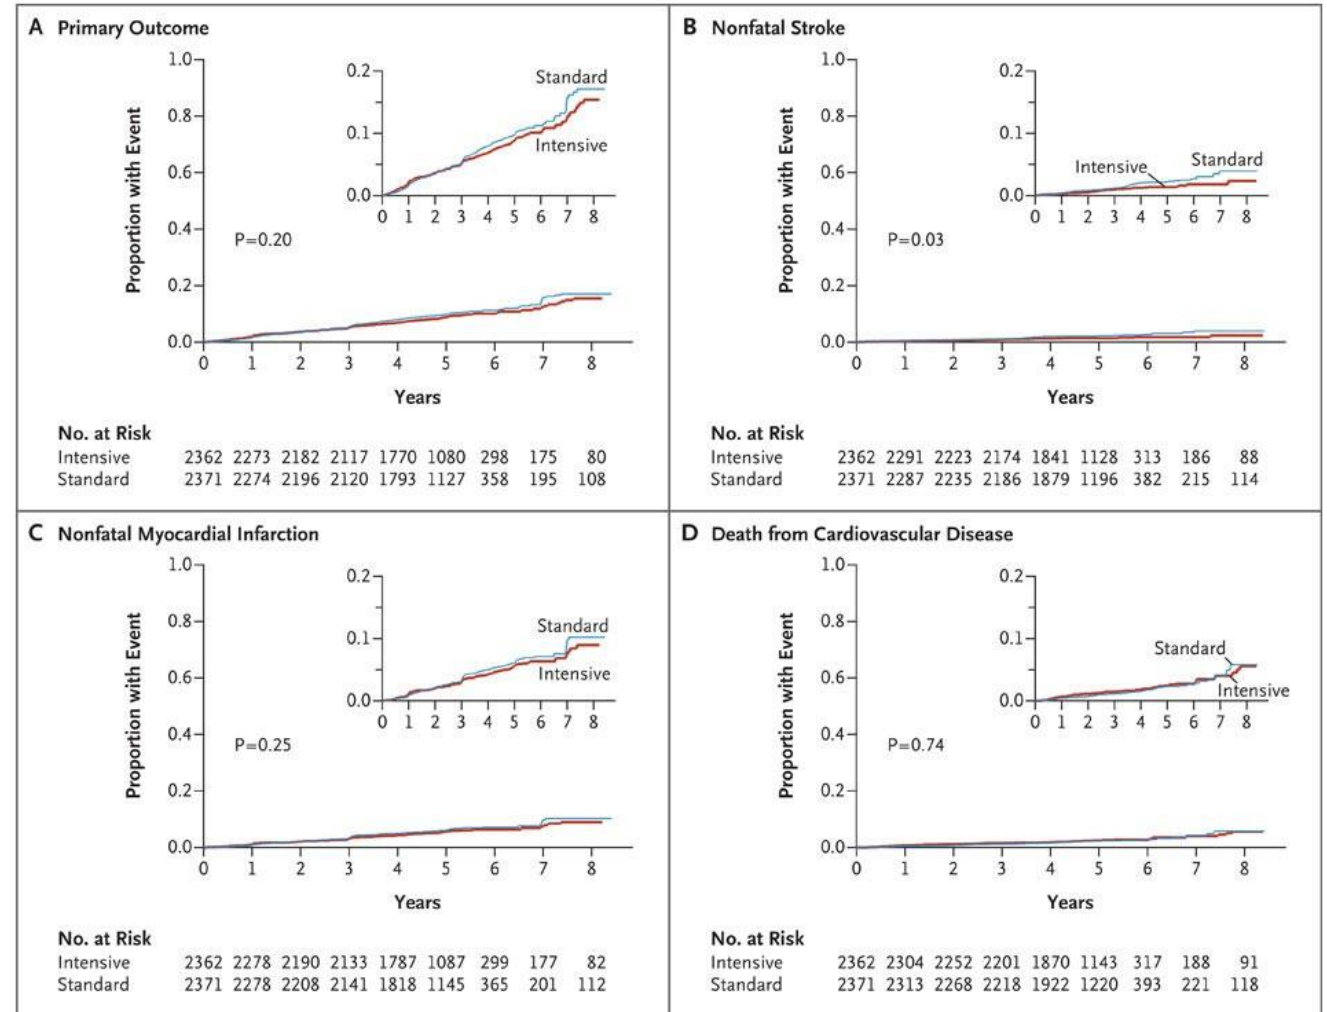 A Primary Outcome
1.0
0.8
0.6
0.4
0.2
0.0
Proportion with Event
0.2
0.1
0.0
Standard
Intensive
0 1 2 3 4 5 6 7 8
P=0.20
0 1 2 3 4 5 6 7 8
Years
No. at Risk
Intensive 2362 2273 2182 2117 1770 1080 298 175 80
Standard 2371 2274 2196 2120 1793 1127 358 195 108
B Nonfatal Stroke
1.0
0.8
0.6
0.4
0.2
0.0
Proportion with Event
0.2
0.1
0.0
Intensive
Standard
0 1 2 3 4 5 6 7 8
P=0.03
0 1 2 3 4 5 6 7 8
Years
No. at Risk
Intensive 2362 2291 2223 2174 1841 1128 313 186 88
Standard 2371 2287 2235 2186 1879 1196 382 215 114
C Nonfatal Myocardial Infarction
1.0
0.8
0.6
0.4
0.2
0.0
Proportion with Event
0.2
0.1
0.0
Standard
Intensive
0 1 2 3 4 5 6 7 8
P=0.25
0 1 2 3 4 5 6 7 8
Years
No. at Risk
Intensive 2362 2278 2190 2133 1787 1087 299 177 82
Standard 2371 2278 2208 2141 1818 1145 365 201 112
D Death from Cardiovascular Disease
1.0
0.8
0.6
0.4
0.2
0.0
Proportion with Event
0.2
0.1
0.0
Standard
Intensive
0 1 2 3 4 5 6 7 8
P=0.74
0 1 2 3 4 5 6 7 8
Years
No. at Risk
Intensive 2362 2304 2252 2201 1870 1143 317 188 91
Standard 2371 2313 2268 2218 1922 1220 393 221 118